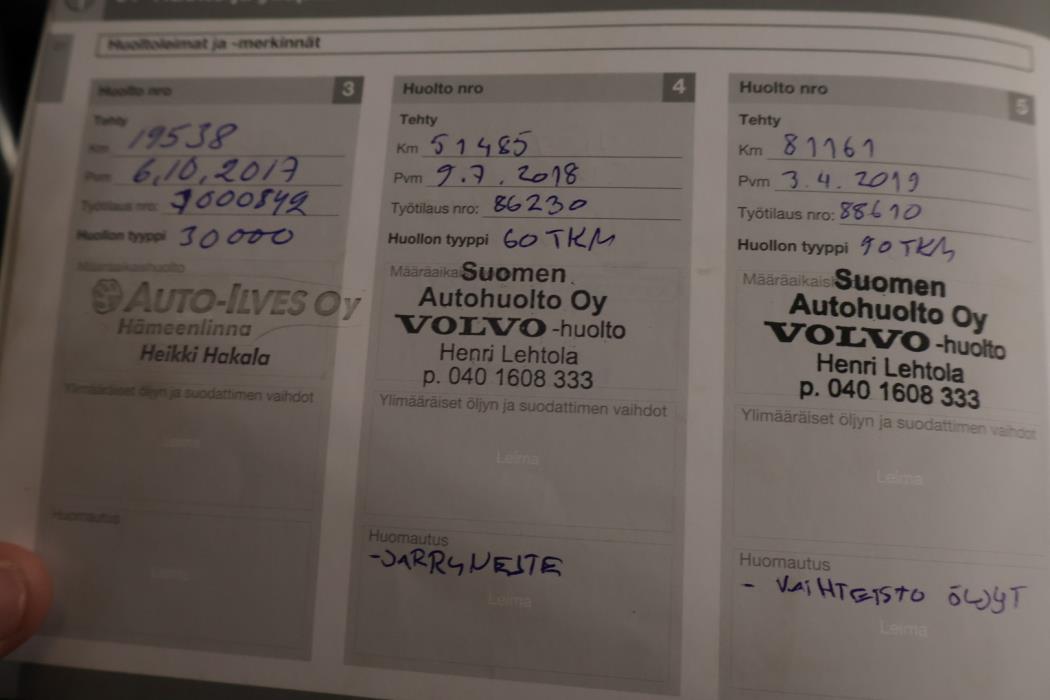 Huoltoleimat ja -merkinnät
Huolto nro 3
Tehty
Km 19538
Pvm 6.10.2017
Työtilaus nro:
Huollon tyyppi 30000
Määräaikaishuolto
AUTO-ILVES Oy
Hämeenlinna
Heikki Hakala
Ylimääräiset öljyn ja suodattimen vaihdot
Leima
Huomautus
Leima
Huolto nro 4
Tehty
Km 51485
Pvm 9.7.2018
Työtilaus nro: 86230
Huollon tyyppi 60 TKM
Suomen
Autohuolto Oy
VOLVO -huolto
Henri Lehtola
p. 040 1608 333
Ylimääräiset öljyn ja suodattimen vaihdot
Leima
Huomautus
-JARRUNESTE
Leima
Huolto nro 5
Tehty
Km 81161
Pvm 3.4.2019
Työtilaus nro: 88610
Huollon tyyppi 90 TKM
Suomen
Autohuolto Oy
VOLVO -huolto
Henri Lehtola
p. 040 1608 333
Ylimääräiset öljyn ja suodattimen vaihdot
Leima
Huomautus
- VAIHTEISTO ÖLJYT
Leima